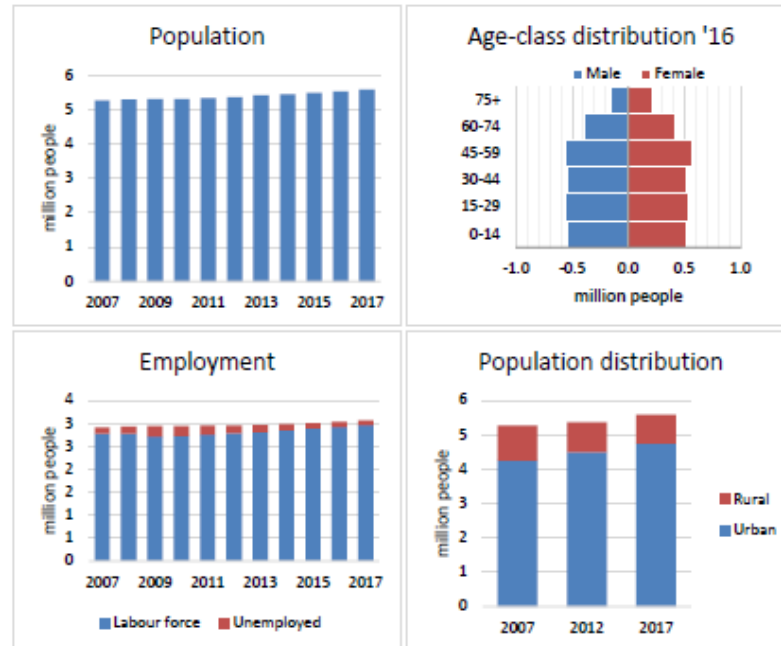 Population
6
5
5
4
3
3
2
2
1
1
0
million people
2007 2009 2011 2013 2015 2017
Age-class distribution '16
Male Female
75+
60-74
45-59
30-44
15-29
0-14
-1.0 -0.5 0.0 0.5 1.0
million people
Employment
4
3
3
2
2
1
1
0
million people
2007 2009 2011 2013 2015 2017
Labour force Unemployed
Population distribution
6
5
4
3
2
1
0
million people
Rural
Urban
2007 2012 2017